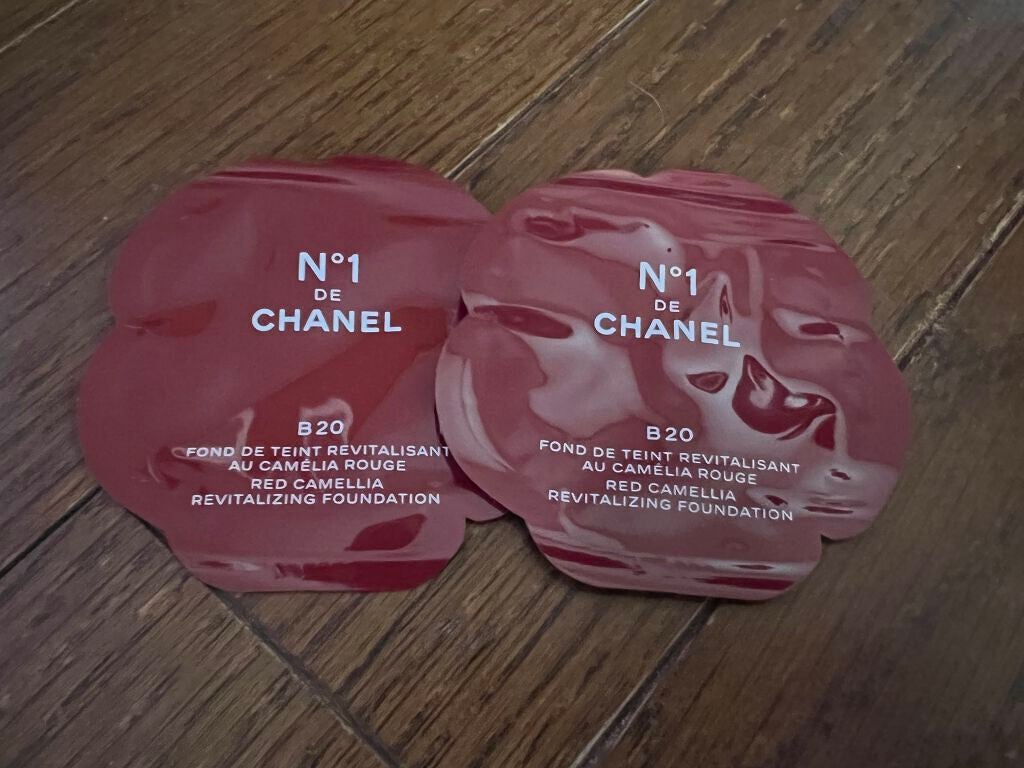 N°1
DE
CHANEL
B20
FOND DE TEINT REVITALISANT
AU CAMÉLIA ROUGE
RED CAMELLIA
REVITALIZING FOUNDATION
N°1
DE
CHANEL
B20
FOND DE TEINT REVITALISANT
AU CAMÉLIA ROUGE
RED CAMELLIA
REVITALIZING FOUNDATION